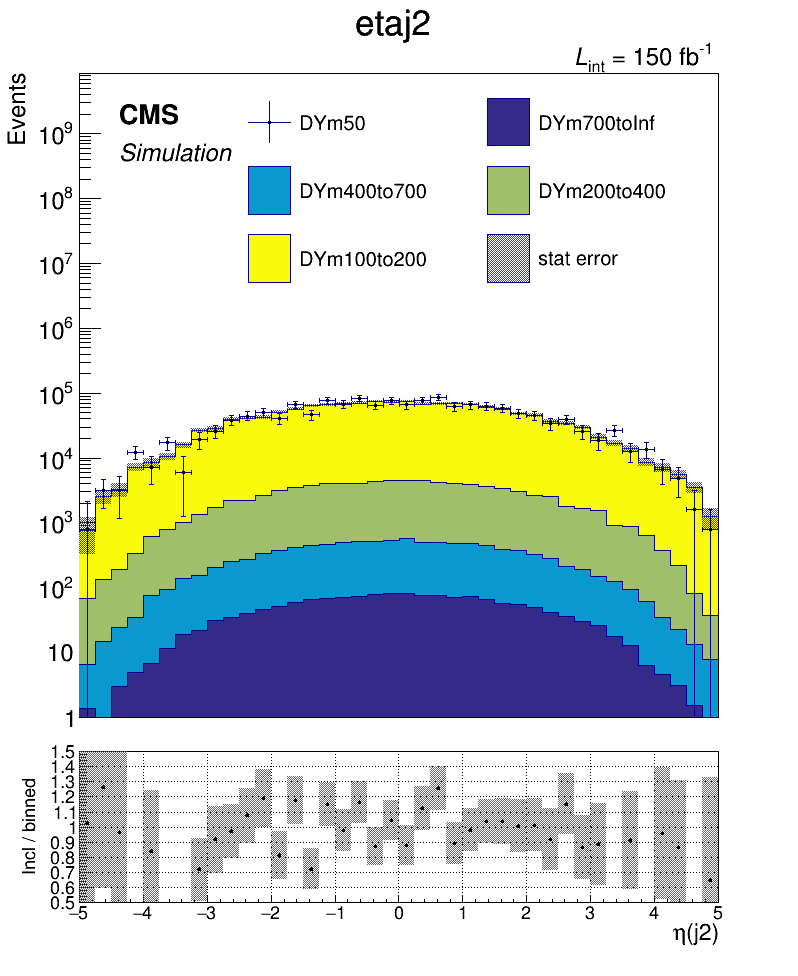 etaj2
L_int = 150 fb^-1
Events
CMS
Simulation
DYm50
DYm700toInf
DYm400to700
DYm200to400
DYm100to200
stat error
10^9
10^8
10^7
10^6
10^5
10^4
10^3
10^2
10
1
Incl / binned
1.5
1.4
1.3
1.2
1.1
1
0.9
0.8
0.7
0.6
0.5
−5 −4 −3 −2 −1 0 1 2 3 4 5
η(j2)